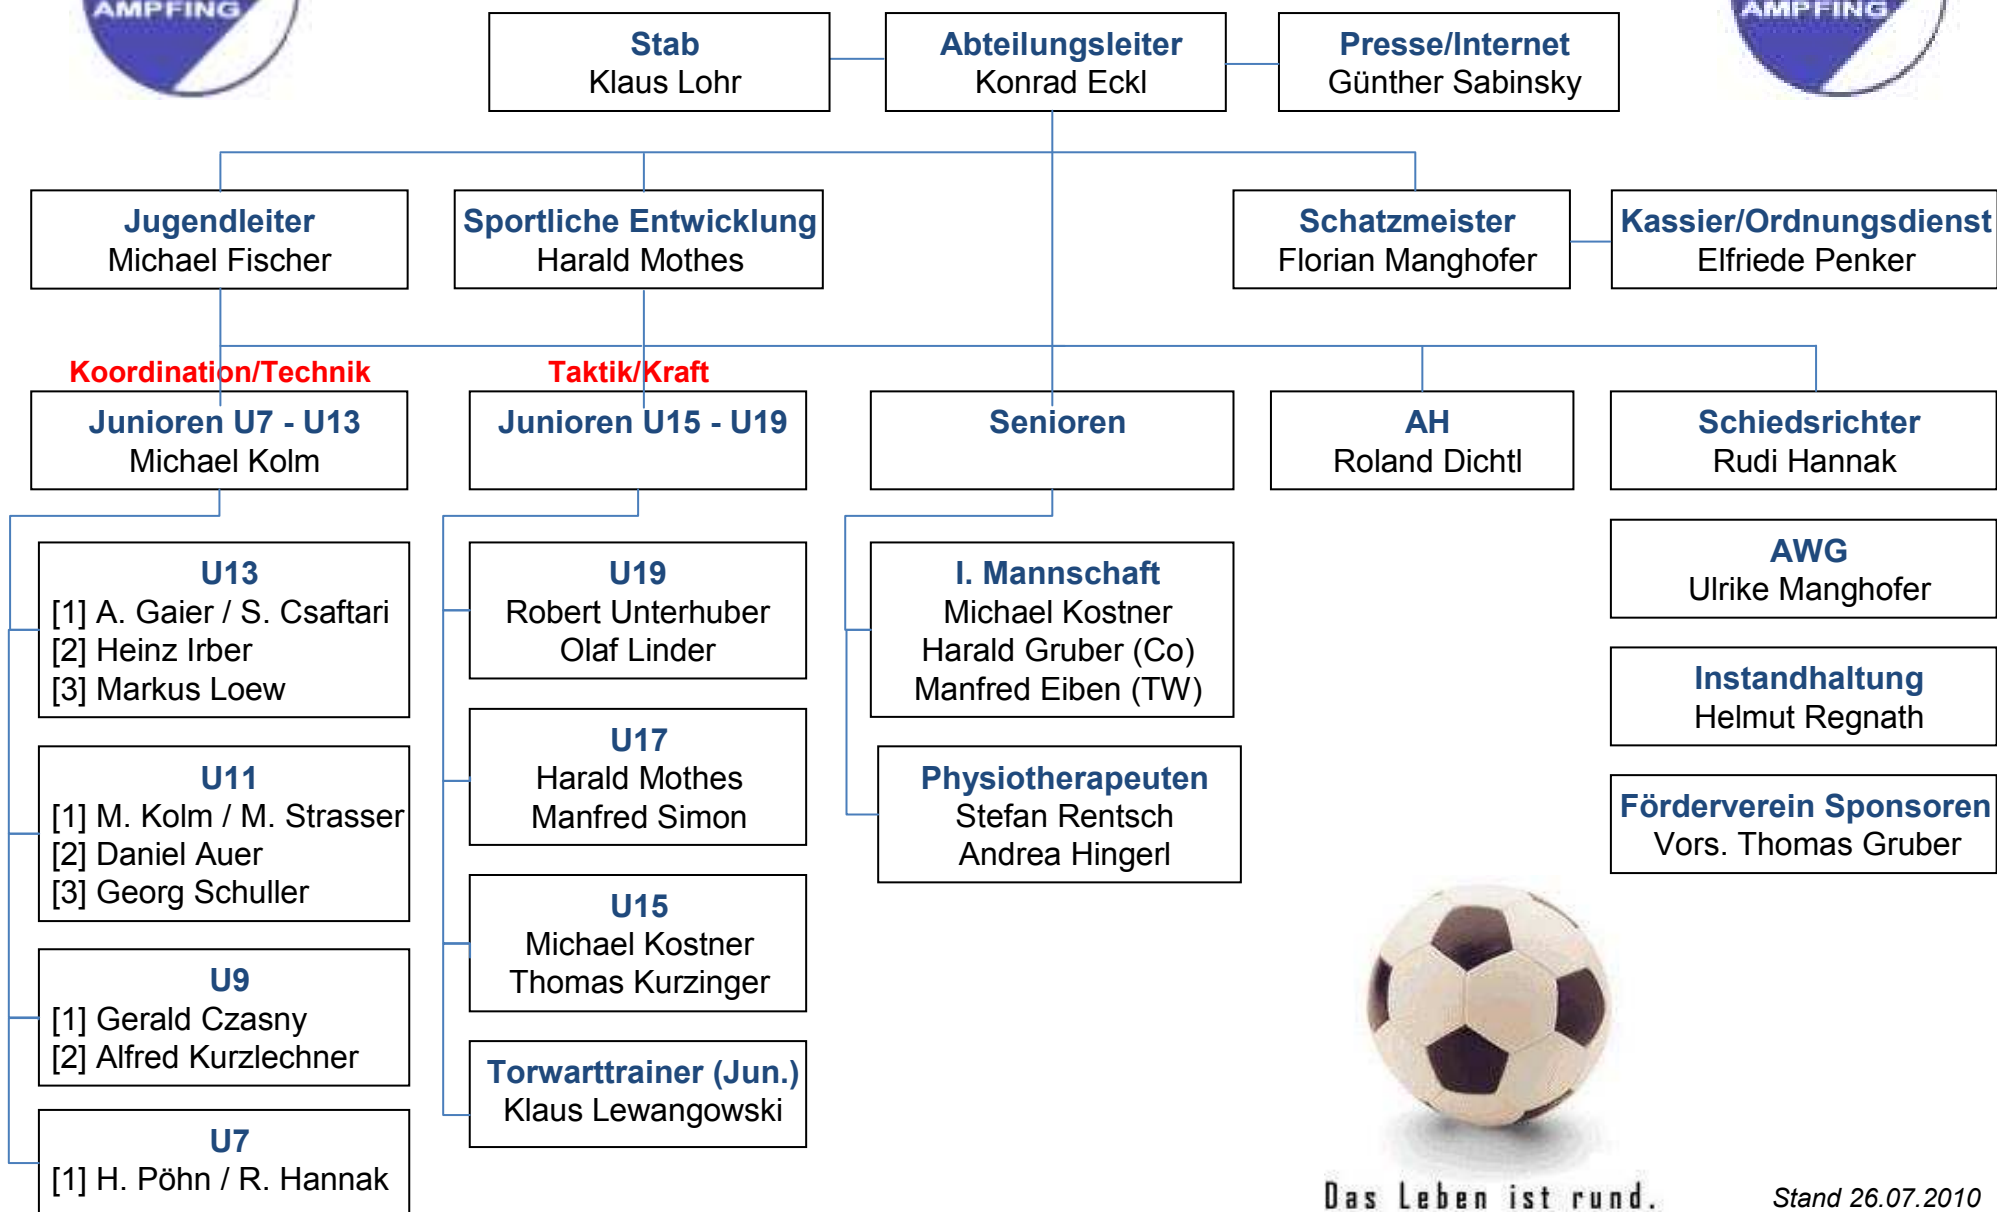 AMPFING
AMPFING
Stab
Klaus Lohr
Abteilungsleiter
Konrad Eckl
Presse/Internet
Günther Sabinsky
Jugendleiter
Michael Fischer
Sportliche Entwicklung
Harald Mothes
Schatzmeister
Florian Manghofer
Kassier/Ordnungsdienst
Elfriede Penker
Koordination/Technik
Taktik/Kraft
Junioren U7 - U13
Michael Kolm
Junioren U15 - U19
Senioren
AH
Roland Dichtl
Schiedsrichter
Rudi Hannak
U13
[1] A. Gaier / S. Csaftari
[2] Heinz Irber
[3] Markus Loew
U11
[1] M. Kolm / M. Strasser
[2] Daniel Auer
[3] Georg Schuller
U9
[1] Gerald Czasny
[2] Alfred Kurzlechner
U7
[1] H. Pöhn / R. Hannak
U19
Robert Unterhuber
Olaf Linder
U17
Harald Mothes
Manfred Simon
U15
Michael Kostner
Thomas Kurzinger
Torwarttrainer (Jun.)
Klaus Lewangowski
I. Mannschaft
Michael Kostner
Harald Gruber (Co)
Manfred Eiben (TW)
Physiotherapeuten
Stefan Rentsch
Andrea Hingerl
AWG
Ulrike Manghofer
Instandhaltung
Helmut Regnath
Förderverein Sponsoren
Vors. Thomas Gruber
Das Leben ist rund.
Stand 26.07.2010